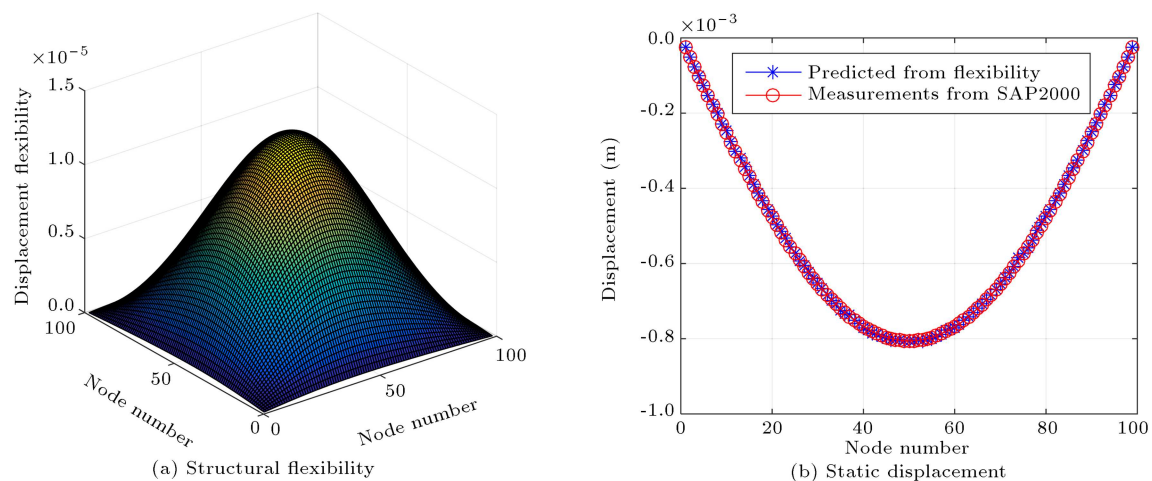 ×10⁻⁵
Displacement flexibility
1.5
1.0
0.5
0.0
100
50
0
0
50
100
Node number
Node number
(a) Structural flexibility
×10⁻³
Displacement (m)
0.0
-0.2
-0.4
-0.6
-0.8
-1.0
Predicted from flexibility
Measurements from SAP2000
0
20
40
60
80
100
Node number
(b) Static displacement